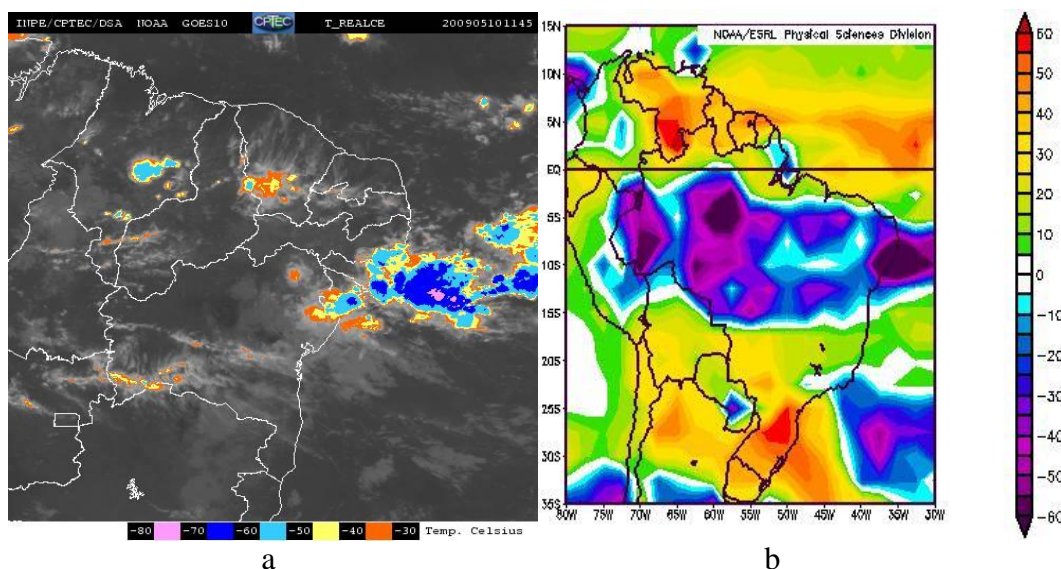 INPE/CPTEC/DSA NOAA GOES10 CPTEC T_REALCE 200905101145
-80 -70 -60 -50 -40 -30 Temp. Celsius
a
NOAA/ESRL Physical Sciences Division
15N
10N
5N
EQ
5S
10S
15S
20S
25S
30S
35S
80W 75W 70W 65W 60W 55W 50W 45W 40W 35W 30W
b
50
40
30
20
10
0
-10
-20
-30
-40
-50
-60